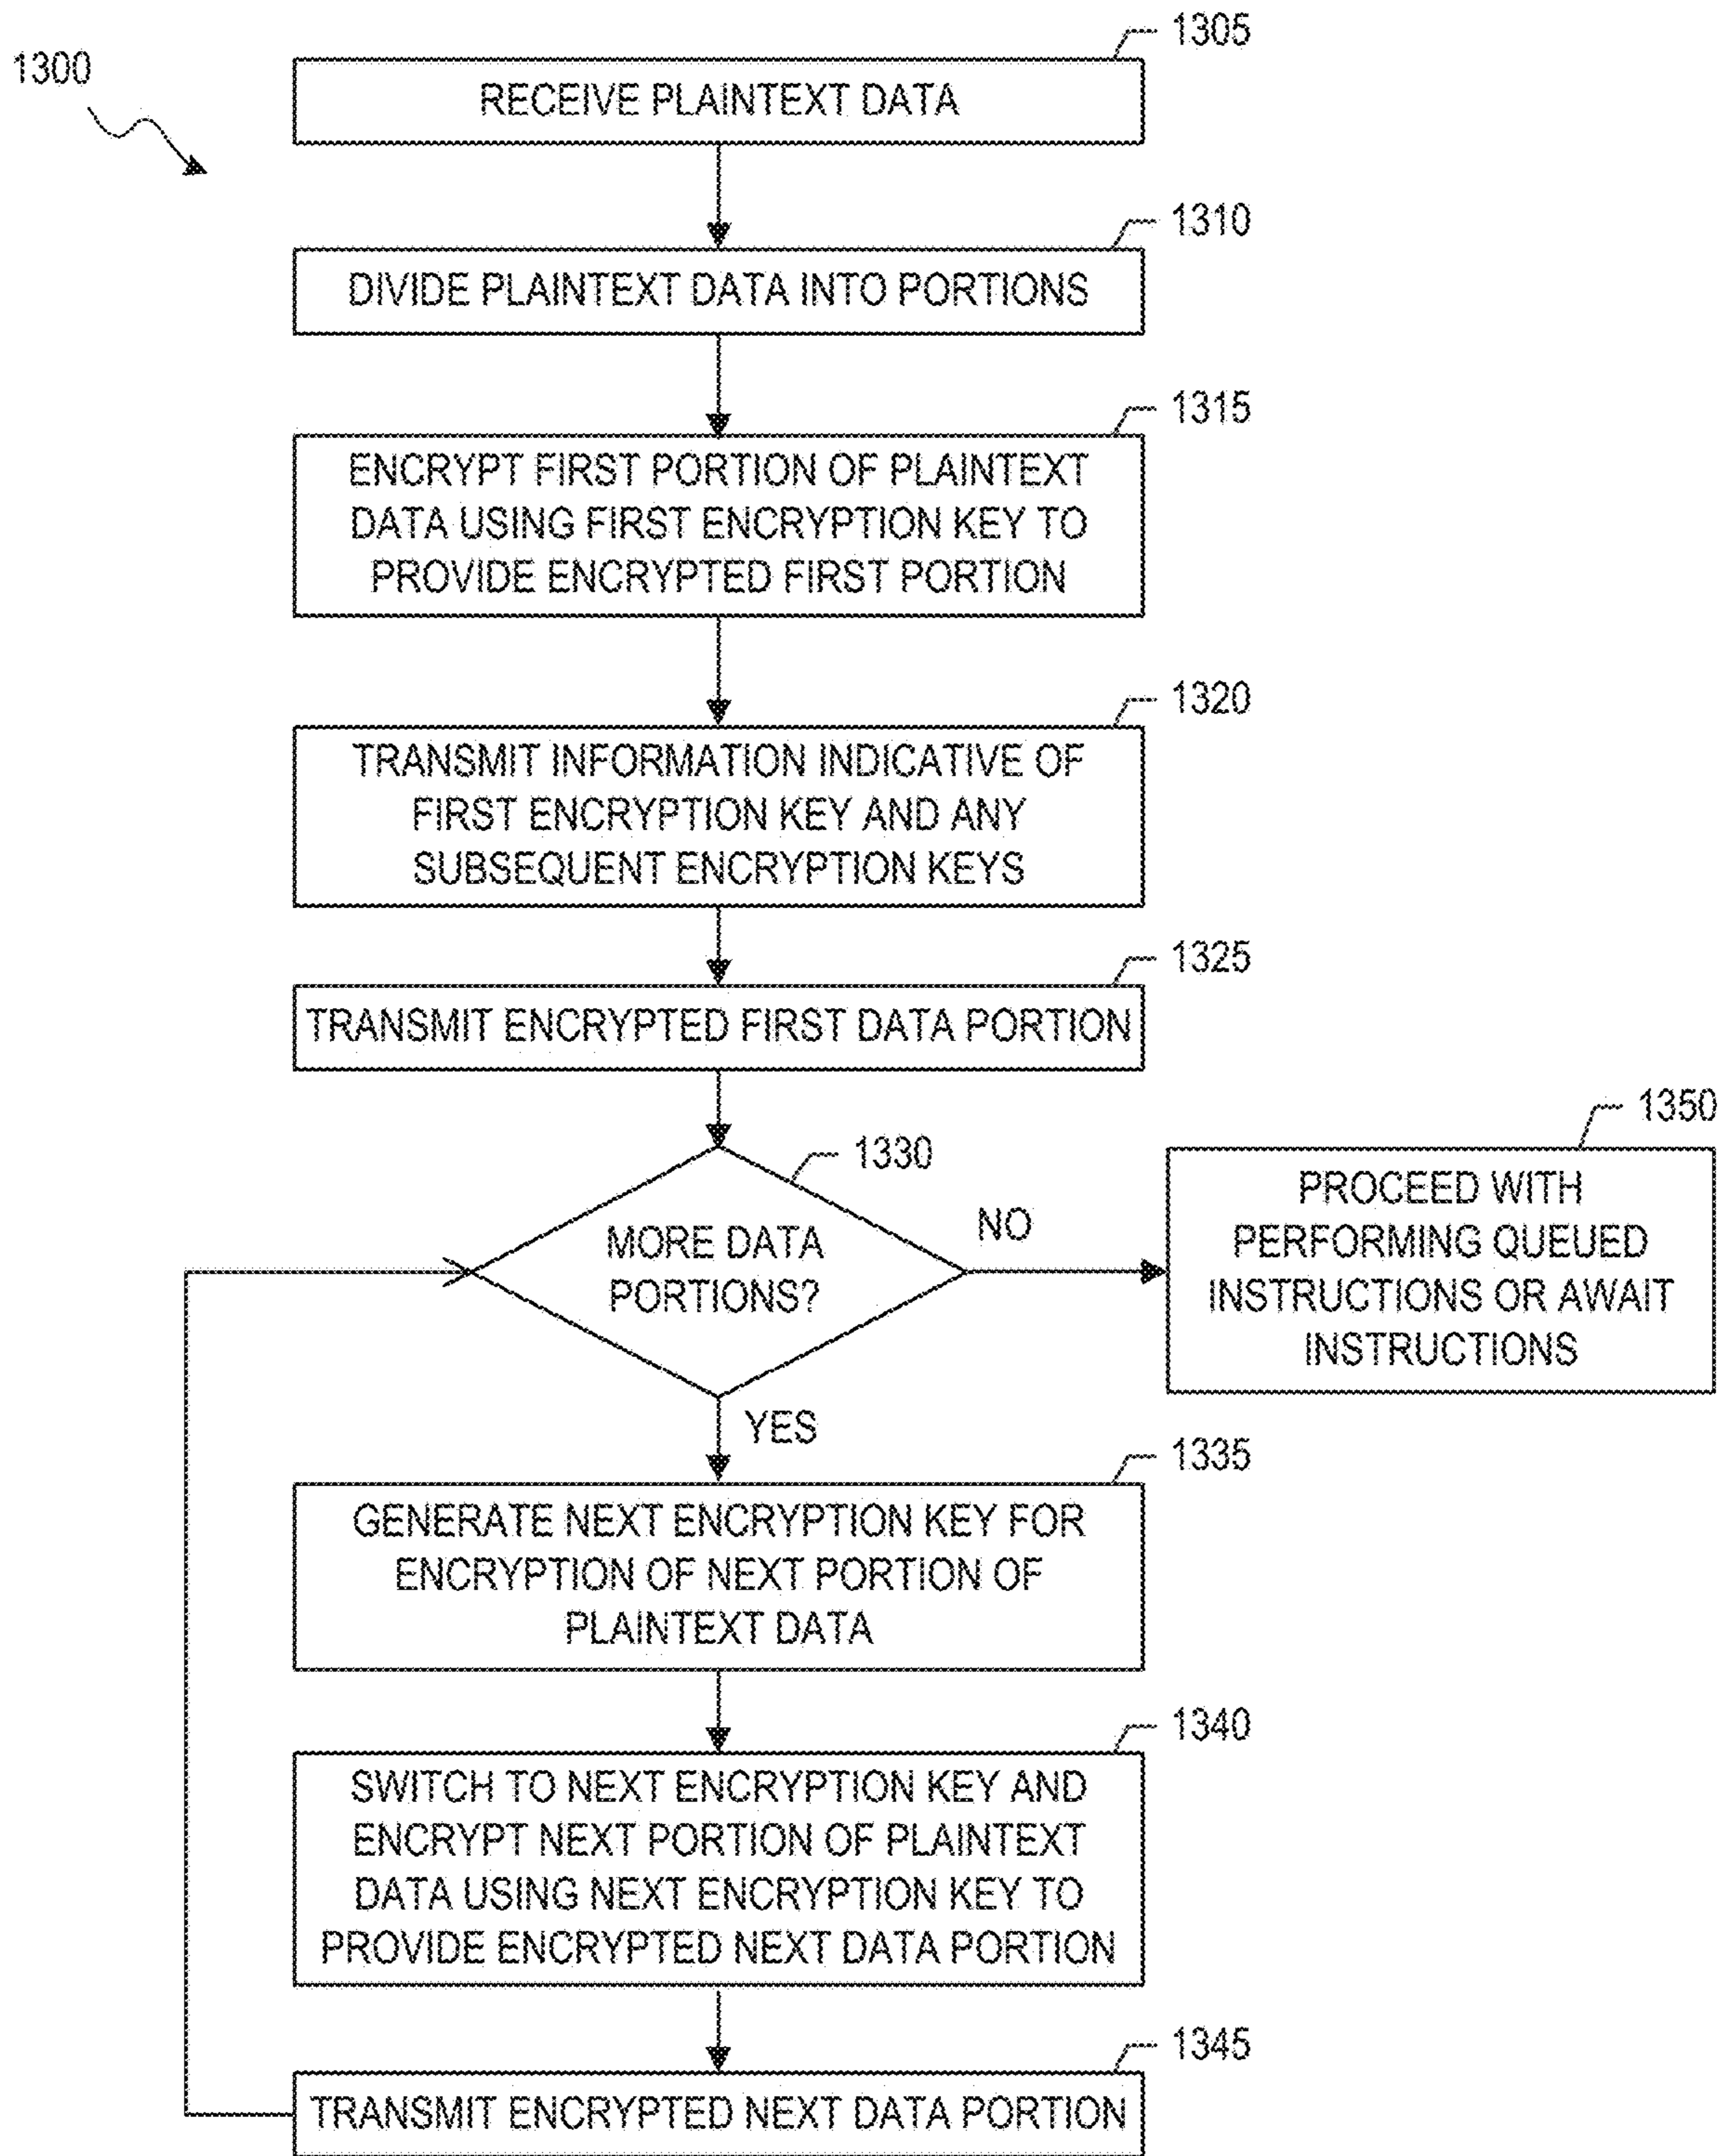 1300
1305
RECEIVE PLAINTEXT DATA
1310
DIVIDE PLAINTEXT DATA INTO PORTIONS
1315
ENCRYPT FIRST PORTION OF PLAINTEXT
DATA USING FIRST ENCRYPTION KEY TO
PROVIDE ENCRYPTED FIRST PORTION
1320
TRANSMIT INFORMATION INDICATIVE OF
FIRST ENCRYPTION KEY AND ANY
SUBSEQUENT ENCRYPTION KEYS
1325
TRANSMIT ENCRYPTED FIRST DATA PORTION
1330
MORE DATA
PORTIONS?
NO
1350
PROCEED WITH
PERFORMING QUEUED
INSTRUCTIONS OR AWAIT
INSTRUCTIONS
YES
1335
GENERATE NEXT ENCRYPTION KEY FOR
ENCRYPTION OF NEXT PORTION OF
PLAINTEXT DATA
1340
SWITCH TO NEXT ENCRYPTION KEY AND
ENCRYPT NEXT PORTION OF PLAINTEXT
DATA USING NEXT ENCRYPTION KEY TO
PROVIDE ENCRYPTED NEXT DATA PORTION
1345
TRANSMIT ENCRYPTED NEXT DATA PORTION